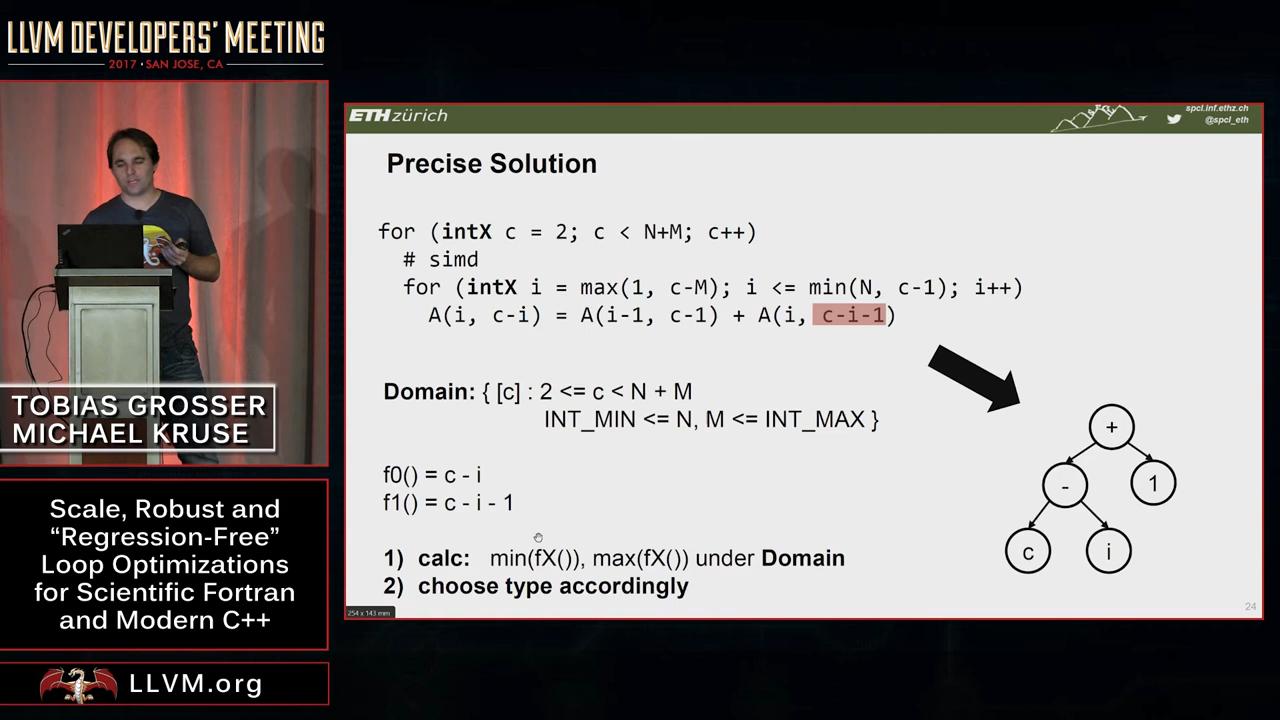 LLVM DEVELOPERS' MEETING
2017 · SAN JOSE, CA
TOBIAS GROSSER
MICHAEL KRUSE
Scale, Robust and
“Regression-Free”
Loop Optimizations
for Scientific Fortran
and Modern C++
LLVM.org
ETH zürich
spcl.inf.ethz.ch
@spcl_eth
Precise Solution
for (intX c = 2; c < N+M; c++)
# simd
for (intX i = max(1, c-M); i <= min(N, c-1); i++)
A(i, c-i) = A(i-1, c-1) + A(i, c-i-1)
Domain: { [c] : 2 <= c < N + M
INT_MIN <= N, M <= INT_MAX }
f0() = c - i
f1() = c - i - 1
1) calc: min(fX()), max(fX()) under Domain
2) choose type accordingly
+
- 1
c i
254 x 143 mm
24